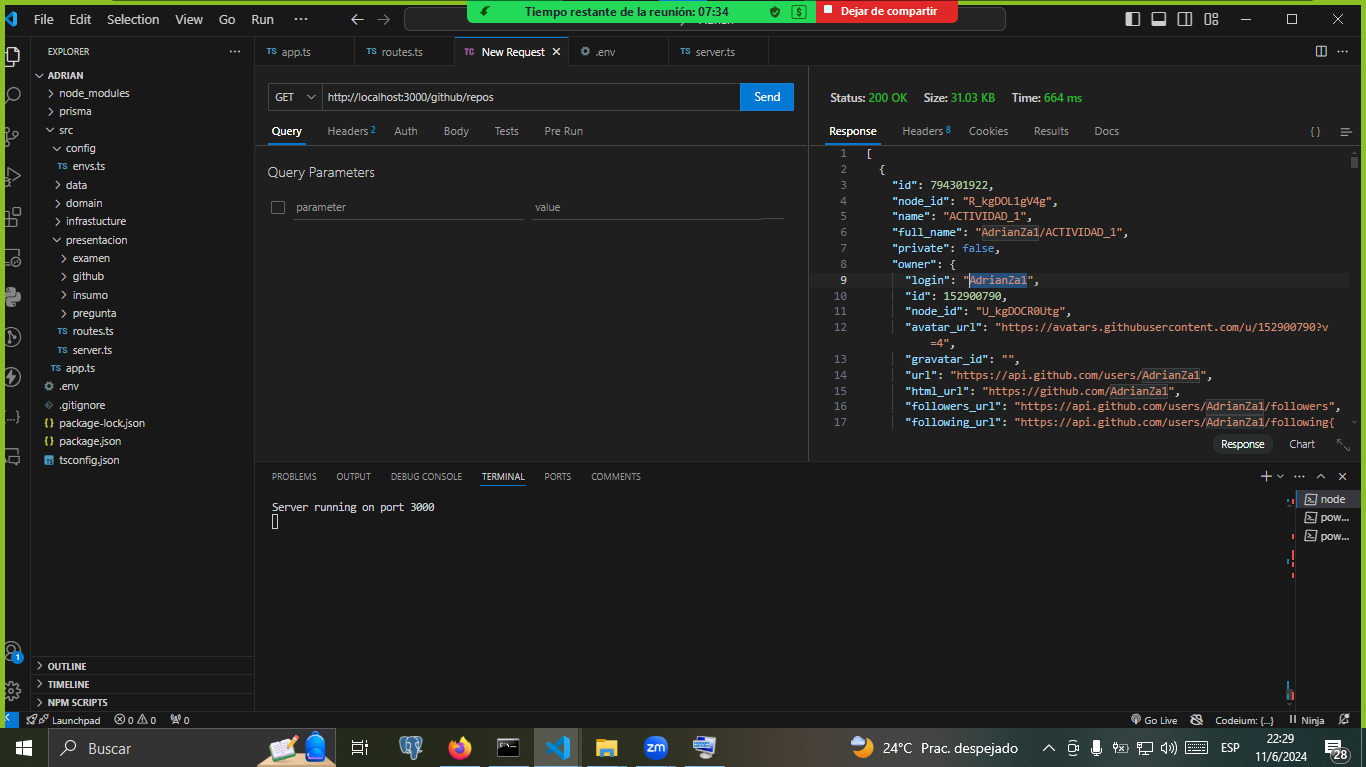 File Edit Selection View Go Run ···
Tiempo restante de la reunión: 07:34
Dejar de compartir
EXPLORER
ADRIAN
node_modules
prisma
src
config
TS envs.ts
data
domain
infrastucture
presentacion
examen
github
insumo
pregunta
TS routes.ts
TS server.ts
TS app.ts
.env
.gitignore
{} package-lock.json
{} package.json
TS tsconfig.json
OUTLINE
TIMELINE
NPM SCRIPTS
TS app.ts
TS routes.ts
TC New Request
.env
TS server.ts
GET http://localhost:3000/github/repos Send
Query Headers 2 Auth Body Tests Pre Run
Query Parameters
parameter value
Status: 200 OK Size: 31.03 KB Time: 664 ms
Response Headers 8 Cookies Results Docs { }
1 [
2 {
3 "id": 794301922,
4 "node_id": "R_kgDOL1gV4g",
5 "name": "ACTIVIDAD_1",
6 "full_name": "AdrianZa1/ACTIVIDAD_1",
7 "private": false,
8 "owner": {
9 "login": "AdrianZa1",
10 "id": 152900790,
11 "node_id": "U_kgDOCR0Utg",
12 "avatar_url": "https://avatars.githubusercontent.com/u/152900790?v
=4",
13 "gravatar_id": "",
14 "url": "https://api.github.com/users/AdrianZa1",
15 "html_url": "https://github.com/AdrianZa1",
16 "followers_url": "https://api.github.com/users/AdrianZa1/followers",
17 "following_url": "https://api.github.com/users/AdrianZa1/following{
Response Chart
PROBLEMS OUTPUT DEBUG CONSOLE TERMINAL PORTS COMMENTS
Server running on port 3000
node
pow...
pow...
1
Launchpad 0 0 0
Go Live Codeium: {...} Ninja
Buscar
zm
24°C Prac. despejado
ESP
22:29
11/6/2024
28